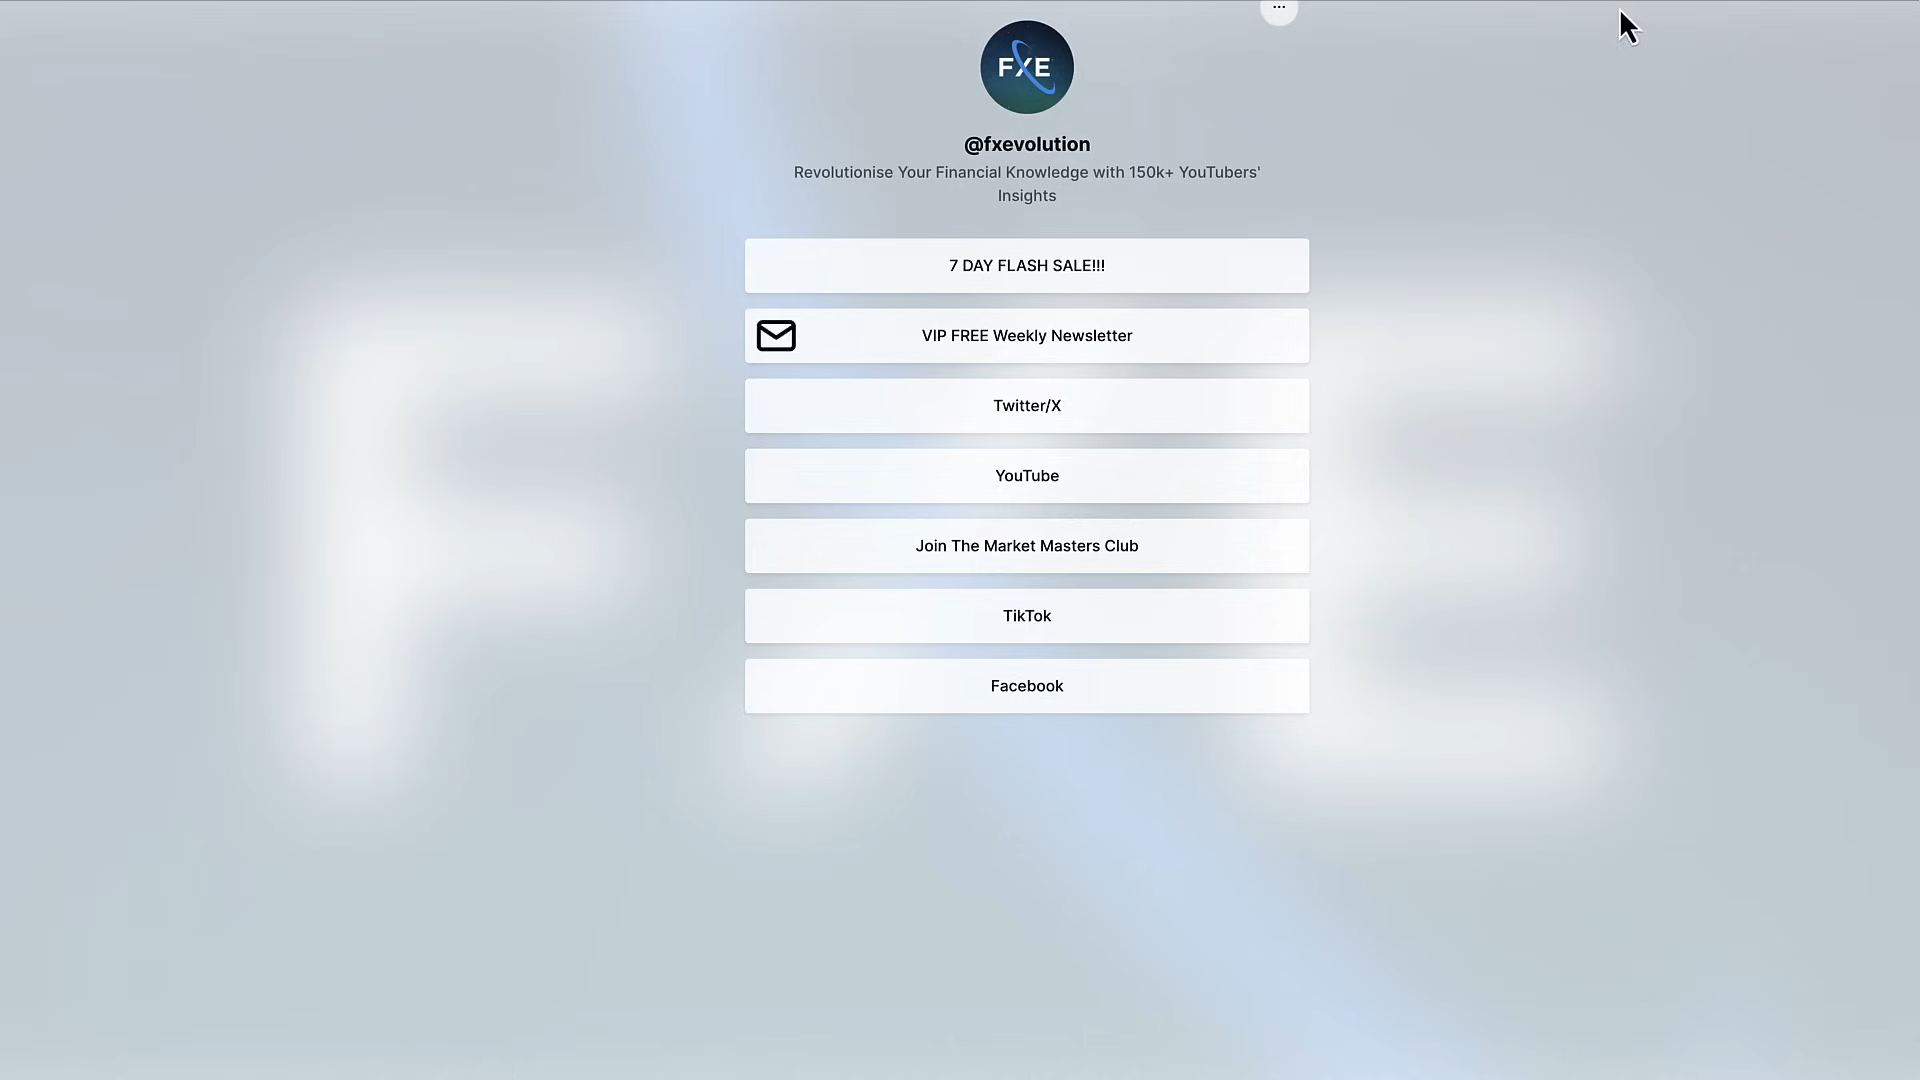 ...
FXE
@fxevolution
Revolutionise Your Financial Knowledge with 150k+ YouTubers'
Insights
7 DAY FLASH SALE!!!
VIP FREE Weekly Newsletter
Twitter/X
YouTube
Join The Market Masters Club
TikTok
Facebook